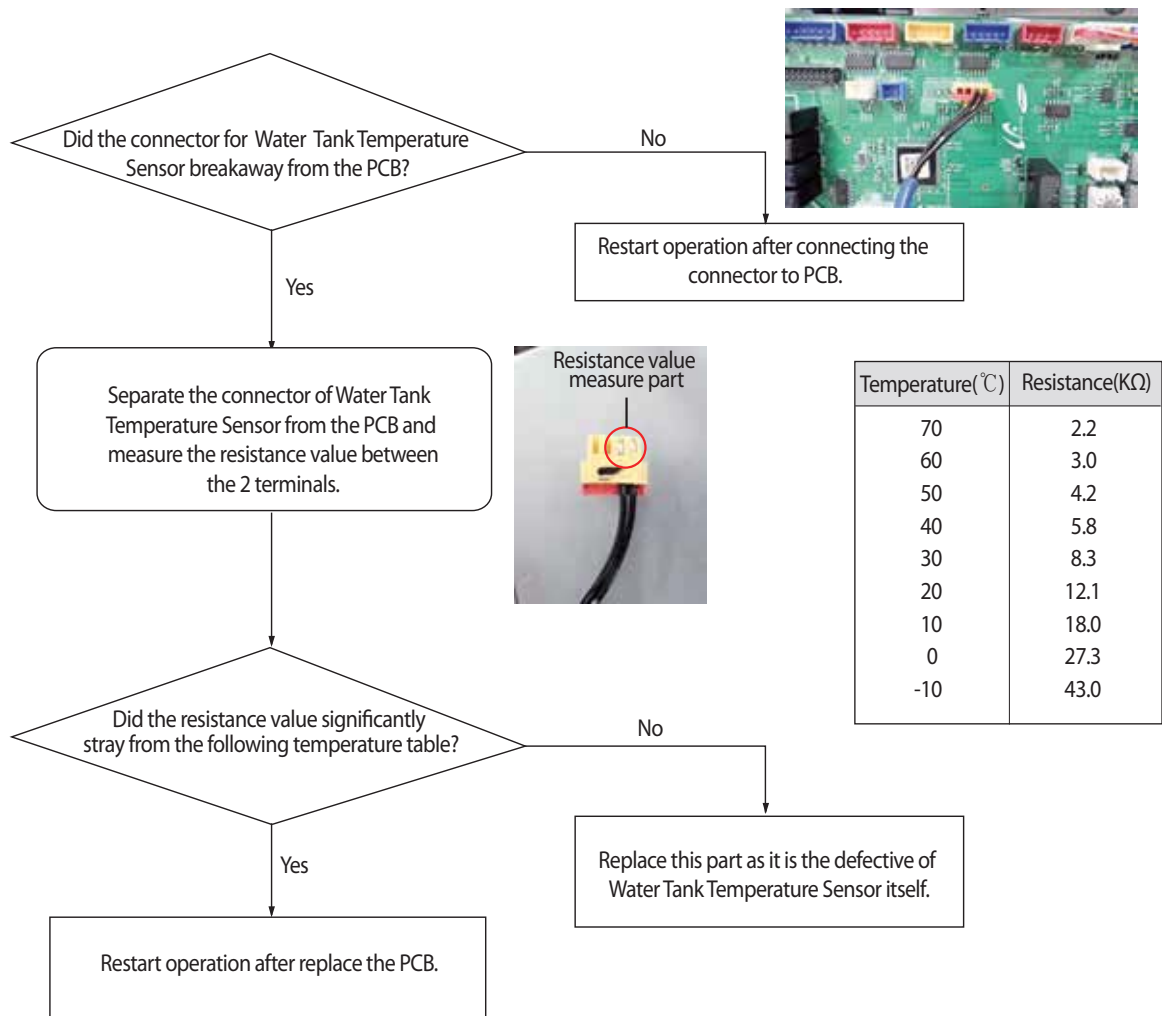 Did the connector for Water Tank Temperature
Sensor breakaway from the PCB?
No
Restart operation after connecting the
connector to PCB.
Yes
Separate the connector of Water Tank
Temperature Sensor from the PCB and
measure the resistance value between
the 2 terminals.
Resistance value
measure part
Temperature(℃) Resistance(KΩ)
70 2.2
60 3.0
50 4.2
40 5.8
30 8.3
20 12.1
10 18.0
0 27.3
-10 43.0
Did the resistance value significantly
stray from the following temperature table?
No
Replace this part as it is the defective of
Water Tank Temperature Sensor itself.
Yes
Restart operation after replace the PCB.